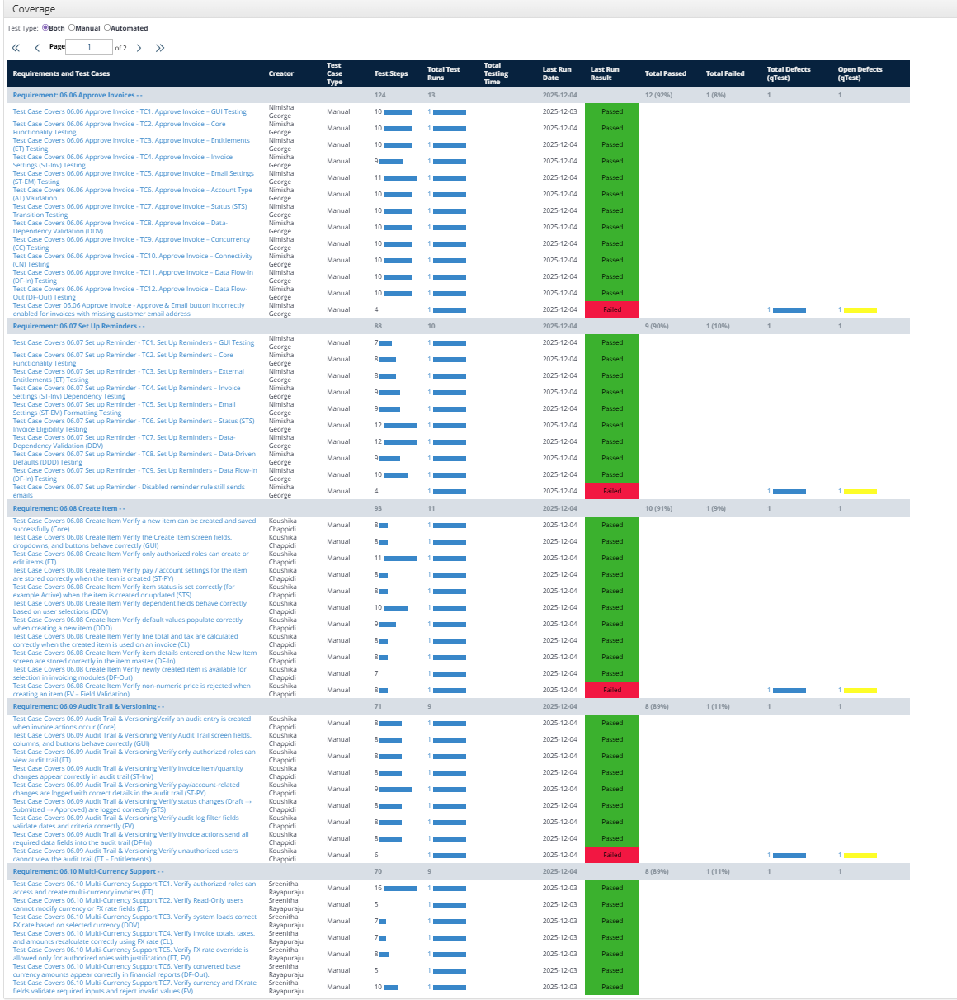 Coverage
Test Type: Both Manual Automated
Page 1 of 2
Requirements and Test Cases Creator Test Case Type Test Steps Total Test Runs Total Testing Time Last Run Date Last Run Result Total Passed Total Failed Total Defects (qTest) Open Defects (qTest)
Requirement: 06.06 Approve Invoices - - 124 13 2025-12-04 12 (92%) 1 (8%) 1 1
Test Case Covers 06.06 Approve Invoice - TC1. Approve Invoice – GUI Testing Nimisha George Manual 10 1 2025-12-03 Passed
Test Case Covers 06.06 Approve Invoice - TC2. Approve Invoice – Core Functionality Testing Nimisha George Manual 10 1 2025-12-04 Passed
Test Case Covers 06.06 Approve Invoice - TC3. Approve Invoice – Entitlements (ET) Testing Nimisha George Manual 10 1 2025-12-04 Passed
Test Case Covers 06.06 Approve Invoice - TC4. Approve Invoice – Invoice Settings (ST-Inv) Testing Nimisha George Manual 9 1 2025-12-04 Passed
Test Case Covers 06.06 Approve Invoice - TC5. Approve Invoice – Email Settings (ST-EM) Testing Nimisha George Manual 11 1 2025-12-04 Passed
Test Case Covers 06.06 Approve Invoice - TC6. Approve Invoice – Account Type (AT) Validation Nimisha George Manual 10 1 2025-12-04 Passed
Test Case Covers 06.06 Approve Invoice - TC7. Approve Invoice – Status (STS) Transition Testing Nimisha George Manual 10 1 2025-12-04 Passed
Test Case Covers 06.06 Approve Invoice - TC8. Approve Invoice – Data-Dependency Validation (DDV) Nimisha George Manual 10 1 2025-12-04 Passed
Test Case Covers 06.06 Approve Invoice - TC9. Approve Invoice – Concurrency (CC) Testing Nimisha George Manual 10 1 2025-12-04 Passed
Test Case Covers 06.06 Approve Invoice - TC10. Approve Invoice – Connectivity (CN) Testing Nimisha George Manual 10 1 2025-12-04 Passed
Test Case Covers 06.06 Approve Invoice - TC11. Approve Invoice – Data Flow-In (DF-In) Testing Nimisha George Manual 10 1 2025-12-04 Passed
Test Case Covers 06.06 Approve Invoice - TC12. Approve Invoice – Data Flow-Out (DF-Out) Testing Nimisha George Manual 10 1 2025-12-04 Passed
Test Case Cover 06.06 Approve Invoice - Approve & Email button incorrectly enabled for invoices with missing customer email address Nimisha George Manual 4 1 2025-12-04 Failed 1 1
Requirement: 06.07 Set Up Reminders - - 88 10 2025-12-04 9 (90%) 1 (10%) 1 1
Test Case Covers 06.07 Set up Reminder - TC1. Set Up Reminders – GUI Testing Nimisha George Manual 7 1 2025-12-04 Passed
Test Case Covers 06.07 Set up Reminder - TC2. Set Up Reminders – Core Functionality Testing Nimisha George Manual 8 1 2025-12-04 Passed
Test Case Covers 06.07 Set up Reminder - TC3. Set Up Reminders – External Entitlements (ET) Testing Nimisha George Manual 8 1 2025-12-04 Passed
Test Case Covers 06.07 Set up Reminder - TC4. Set Up Reminders – Invoice Settings (ST-Inv) Dependency Testing Nimisha George Manual 9 1 2025-12-04 Passed
Test Case Covers 06.07 Set up Reminder - TC5. Set Up Reminders – Email Settings (ST-EM) Formatting Testing Nimisha George Manual 9 1 2025-12-04 Passed
Test Case Covers 06.07 Set up Reminder - TC6. Set Up Reminders – Status (STS) Invoice Eligibility Testing Nimisha George Manual 12 1 2025-12-04 Passed
Test Case Covers 06.07 Set up Reminder - TC7. Set Up Reminders – Data-Dependency Validation (DDV) Nimisha George Manual 12 1 2025-12-04 Passed
Test Case Covers 06.07 Set up Reminder - TC8. Set Up Reminders – Data-Driven Defaults (DDD) Testing Nimisha George Manual 9 1 2025-12-04 Passed
Test Case Covers 06.07 Set up Reminder - TC9. Set Up Reminders – Data Flow-In (DF-In) Testing Nimisha George Manual 10 1 2025-12-04 Passed
Test Case Covers 06.07 Set up Reminder - Disabled reminder rule still sends emails Nimisha George Manual 4 1 2025-12-04 Failed 1 1
Requirement: 06.08 Create Item - - 93 11 2025-12-04 10 (91%) 1 (9%) 1 1
Test Case Covers 06.08 Create Item Verify a new item can be created and saved successfully (Core) Koushika Chappidi Manual 8 1 2025-12-04 Passed
Test Case Covers 06.08 Create Item Verify the Create Item screen fields, dropdowns, and buttons behave correctly (GUI) Koushika Chappidi Manual 8 1 2025-12-04 Passed
Test Case Covers 06.08 Create Item Verify only authorized roles can create or edit items (ET) Koushika Chappidi Manual 11 1 2025-12-04 Passed
Test Case Covers 06.08 Create Item Verify pay / account settings for the item are stored correctly when the item is created (ST-PY) Koushika Chappidi Manual 8 1 2025-12-04 Passed
Test Case Covers 06.08 Create Item Verify item status is set correctly (for example Active) when the item is created or updated (STS) Koushika Chappidi Manual 8 1 2025-12-04 Passed
Test Case Covers 06.08 Create Item Verify dependent fields behave correctly based on user selections (DDV) Koushika Chappidi Manual 10 1 2025-12-04 Passed
Test Case Covers 06.08 Create Item Verify default values populate correctly when creating a new item (DDD) Koushika Chappidi Manual 9 1 2025-12-04 Passed
Test Case Covers 06.08 Create Item Verify line total and tax are calculated correctly when the created item is used on an invoice (CL) Koushika Chappidi Manual 8 1 2025-12-04 Passed
Test Case Covers 06.08 Create Item Verify item details entered on the New Item screen are stored correctly in the item master (DF-In) Koushika Chappidi Manual 8 1 2025-12-04 Passed
Test Case Covers 06.08 Create Item Verify newly created item is available for selection in invoicing modules (DF-Out) Koushika Chappidi Manual 7 1 2025-12-04 Passed
Test Case Covers 06.08 Create Item Verify non-numeric price is rejected when creating an item (FV – Field Validation) Koushika Chappidi Manual 8 1 2025-12-04 Failed 1 1
Requirement: 06.09 Audit Trail & Versioning - - 71 9 2025-12-04 8 (89%) 1 (11%) 1 1
Test Case Covers 06.09 Audit Trail & VersioningVerify an audit entry is created when invoice actions occur (Core) Koushika Chappidi Manual 8 1 2025-12-04 Passed
Test Case Covers 06.09 Audit Trail & Versioning Verify Audit Trail screen fields, columns, and buttons behave correctly (GUI) Koushika Chappidi Manual 8 1 2025-12-04 Passed
Test Case Covers 06.09 Audit Trail & Versioning Verify only authorized roles can view audit trail (ET) Koushika Chappidi Manual 8 1 2025-12-04 Passed
Test Case Covers 06.09 Audit Trail & Versioning Verify invoice item/quantity changes appear correctly in audit trail (ST-Inv) Koushika Chappidi Manual 8 1 2025-12-04 Passed
Test Case Covers 06.09 Audit Trail & Versioning Verify pay/account-related changes are logged with correct details in the audit trail (ST-PY) Koushika Chappidi Manual 9 1 2025-12-04 Passed
Test Case Covers 06.09 Audit Trail & Versioning Verify status changes (Draft → Submitted → Approved) are logged correctly (STS) Koushika Chappidi Manual 8 1 2025-12-04 Passed
Test Case Covers 06.09 Audit Trail & Versioning Verify audit log filter fields validate dates and criteria correctly (FV) Koushika Chappidi Manual 8 1 2025-12-04 Passed
Test Case Covers 06.09 Audit Trail & Versioning Verify invoice actions send all required data fields into the audit trail (DF-In) Koushika Chappidi Manual 8 1 2025-12-04 Passed
Test Case Covers 06.09 Audit Trail & Versioning Verify unauthorized users cannot view the audit trail (ET – Entitlements) Koushika Chappidi Manual 6 1 2025-12-04 Failed 1 1
Requirement: 06.10 Multi-Currency Support - - 70 9 2025-12-04 8 (89%) 1 (11%) 1 1
Test Case Covers 06.10 Multi-Currency Support TC1. Verify authorized roles can access and create multi-currency invoices (ET). Sreenitha Rayapuraju Manual 16 1 2025-12-03 Passed
Test Case Covers 06.10 Multi-Currency Support TC2. Verify Read-Only users cannot modify currency or FX rate fields (ET). Sreenitha Rayapuraju Manual 5 1 2025-12-03 Passed
Test Case Covers 06.10 Multi-Currency Support TC3. Verify system loads correct FX rate based on selected currency (DDV). Sreenitha Rayapuraju Manual 7 1 2025-12-03 Passed
Test Case Covers 06.10 Multi-Currency Support TC4. Verify invoice totals, taxes, and amounts recalculate correctly using FX rate (CL). Sreenitha Rayapuraju Manual 7 1 2025-12-03 Passed
Test Case Covers 06.10 Multi-Currency Support TC5. Verify FX rate override is allowed only for authorized roles with justification (ET, FV). Sreenitha Rayapuraju Manual 8 1 2025-12-03 Passed
Test Case Covers 06.10 Multi-Currency Support TC6. Verify converted base currency amounts appear correctly in financial reports (DF-Out). Sreenitha Rayapuraju Manual 5 1 2025-12-03 Passed
Test Case Covers 06.10 Multi-Currency Support TC7. Verify currency and FX rate fields validate required inputs and reject invalid values (FV). Sreenitha Rayapuraju Manual 10 1 2025-12-03 Passed